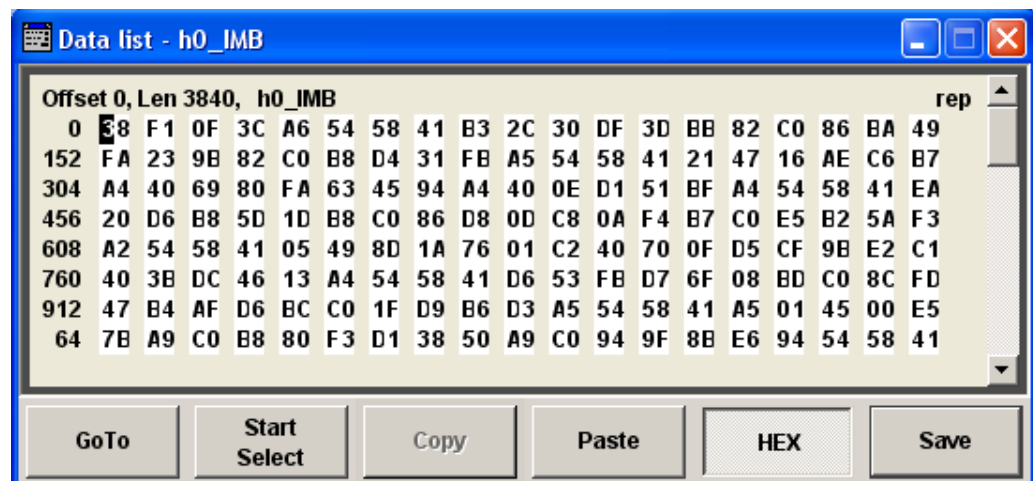 Data list - h0_IMB
Offset 0, Len 3840, h0_IMB rep
0 38 F1 0F 3C A6 54 58 41 B3 2C 30 DF 3D BB 82 C0 86 BA 49
152 FA 23 9B 82 C0 B8 D4 31 FB A5 54 58 41 21 47 16 AE C6 B7
304 A4 40 69 80 FA 63 45 94 A4 40 0E D1 51 BF A4 54 58 41 EA
456 20 D6 B8 5D 1D B8 C0 86 D8 0D C8 0A F4 B7 C0 E5 B2 5A F3
608 A2 54 58 41 05 49 8D 1A 76 01 C2 40 70 0F D5 CF 9B E2 C1
760 40 3B DC 46 13 A4 54 58 41 D6 53 FB D7 6F 08 BD C0 8C FD
912 47 B4 AF D6 BC C0 1F D9 B6 D3 A5 54 58 41 A5 01 45 00 E5
64 7B A9 C0 B8 80 F3 D1 38 50 A9 C0 94 9F 8B E6 94 54 58 41
GoTo
Start
Select
Copy
Paste
HEX
Save